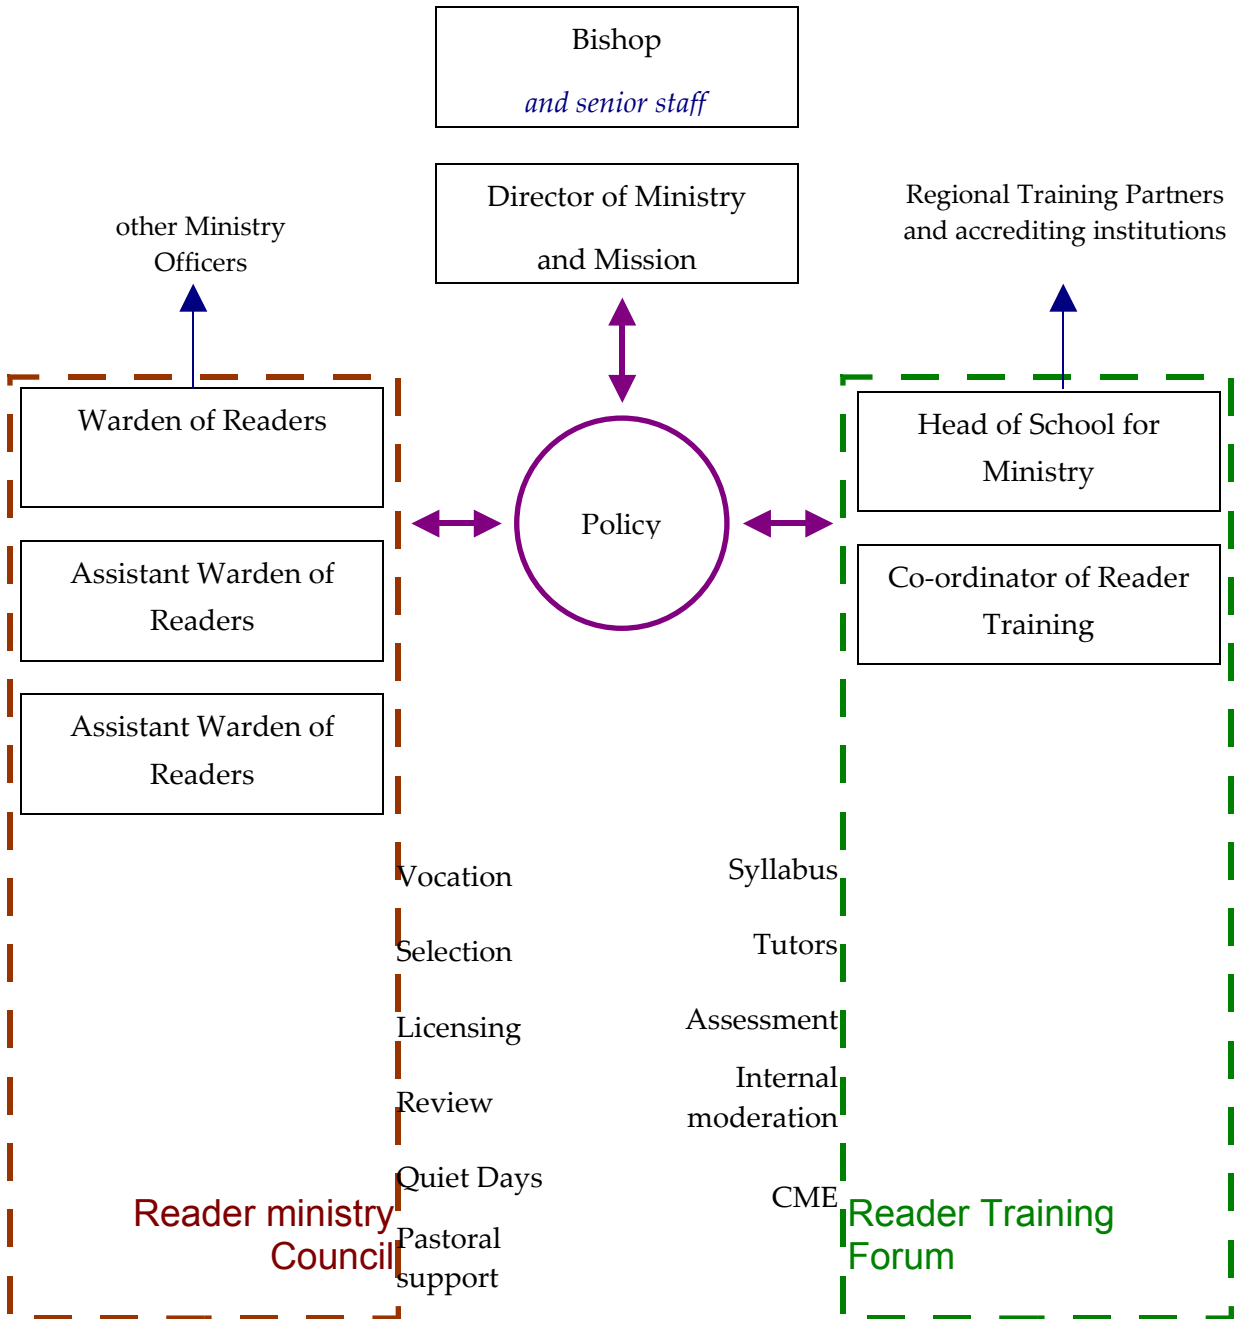 Bishop
and senior staff
Director of Ministry
and Mission
other Ministry
Officers
Regional Training Partners
and accrediting institutions
Warden of Readers
Assistant Warden of
Readers
Assistant Warden of
Readers
Policy
Head of School for
Ministry
Co-ordinator of Reader
Training
Vocation
Selection
Licensing
Review
Quiet Days
Pastoral
support
Syllabus
Tutors
Assessment
Internal
moderation
CME
Reader ministry
Council
Reader Training
Forum